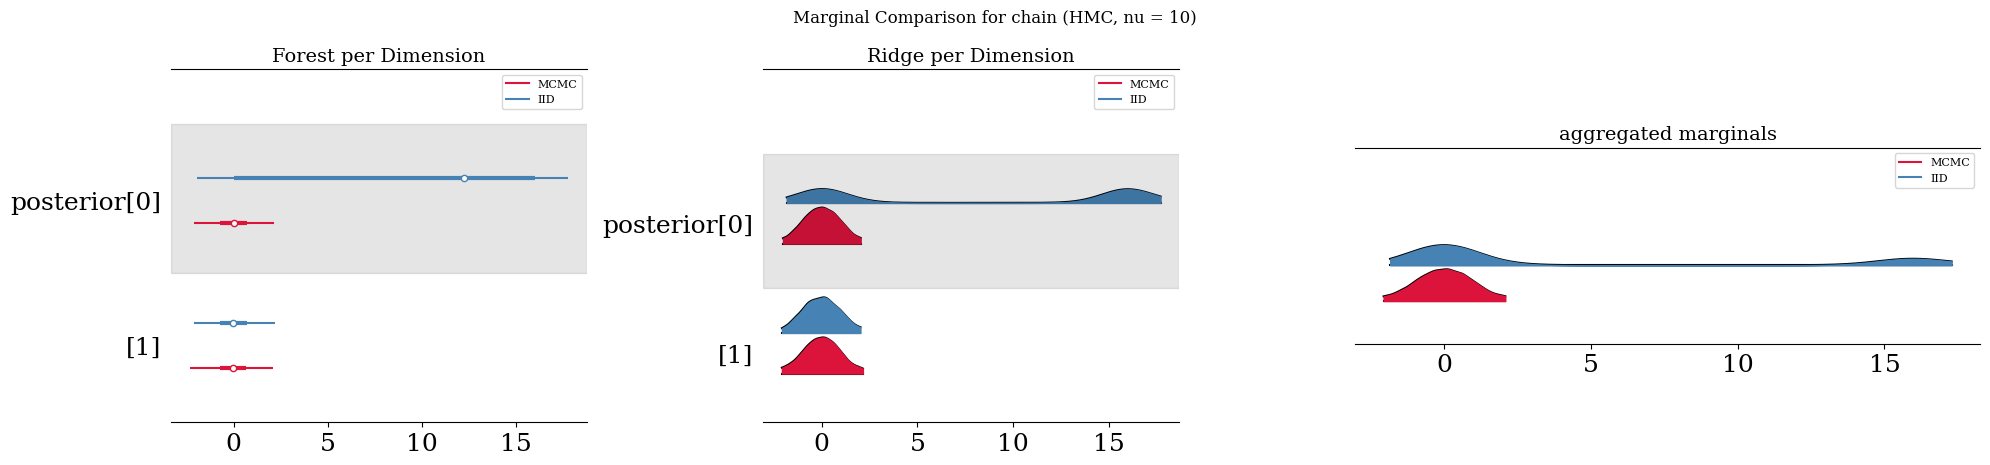 Marginal Comparison for chain (HMC, nu = 10)
Forest per Dimension
MCMC
IID
posterior[0]
[1]
0 5 10 15
Ridge per Dimension
MCMC
IID
posterior[0]
[1]
0 5 10 15
aggregated marginals
MCMC
IID
0 5 10 15